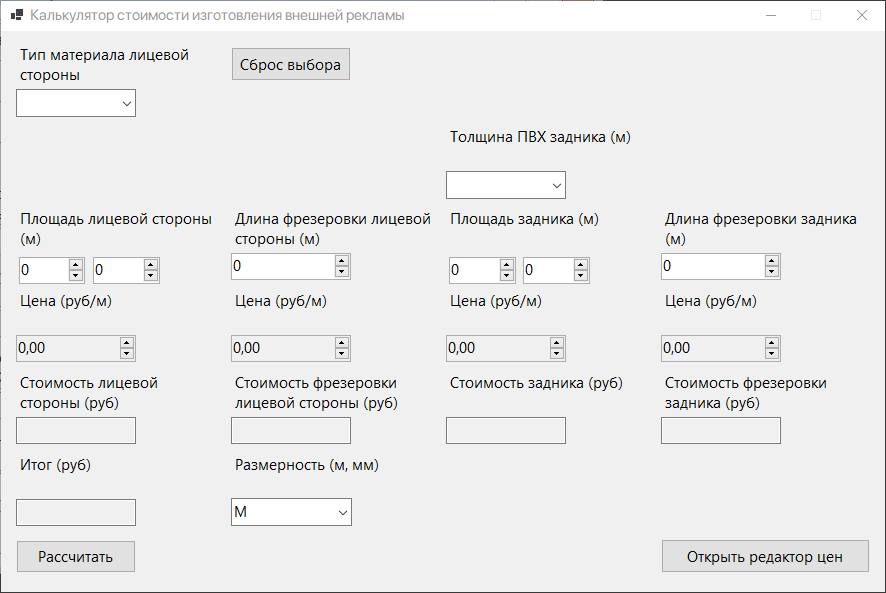 Калькулятор стоимости изготовления внешней рекламы
Тип материала лицевой
стороны
Сброс выбора
Толщина ПВХ задника (м)
Площадь лицевой стороны
(м)
Длина фрезеровки лицевой
стороны (м)
Площадь задника (м)
Длина фрезеровки задника
(м)
0
0
0
0
0
0
Цена (руб/м)
Цена (руб/м)
Цена (руб/м)
Цена (руб/м)
0,00
0,00
0,00
0,00
Стоимость лицевой
стороны (руб)
Стоимость фрезеровки
лицевой стороны (руб)
Стоимость задника (руб)
Стоимость фрезеровки
задника (руб)
Итог (руб)
Размерность (м, мм)
М
Рассчитать
Открыть редактор цен